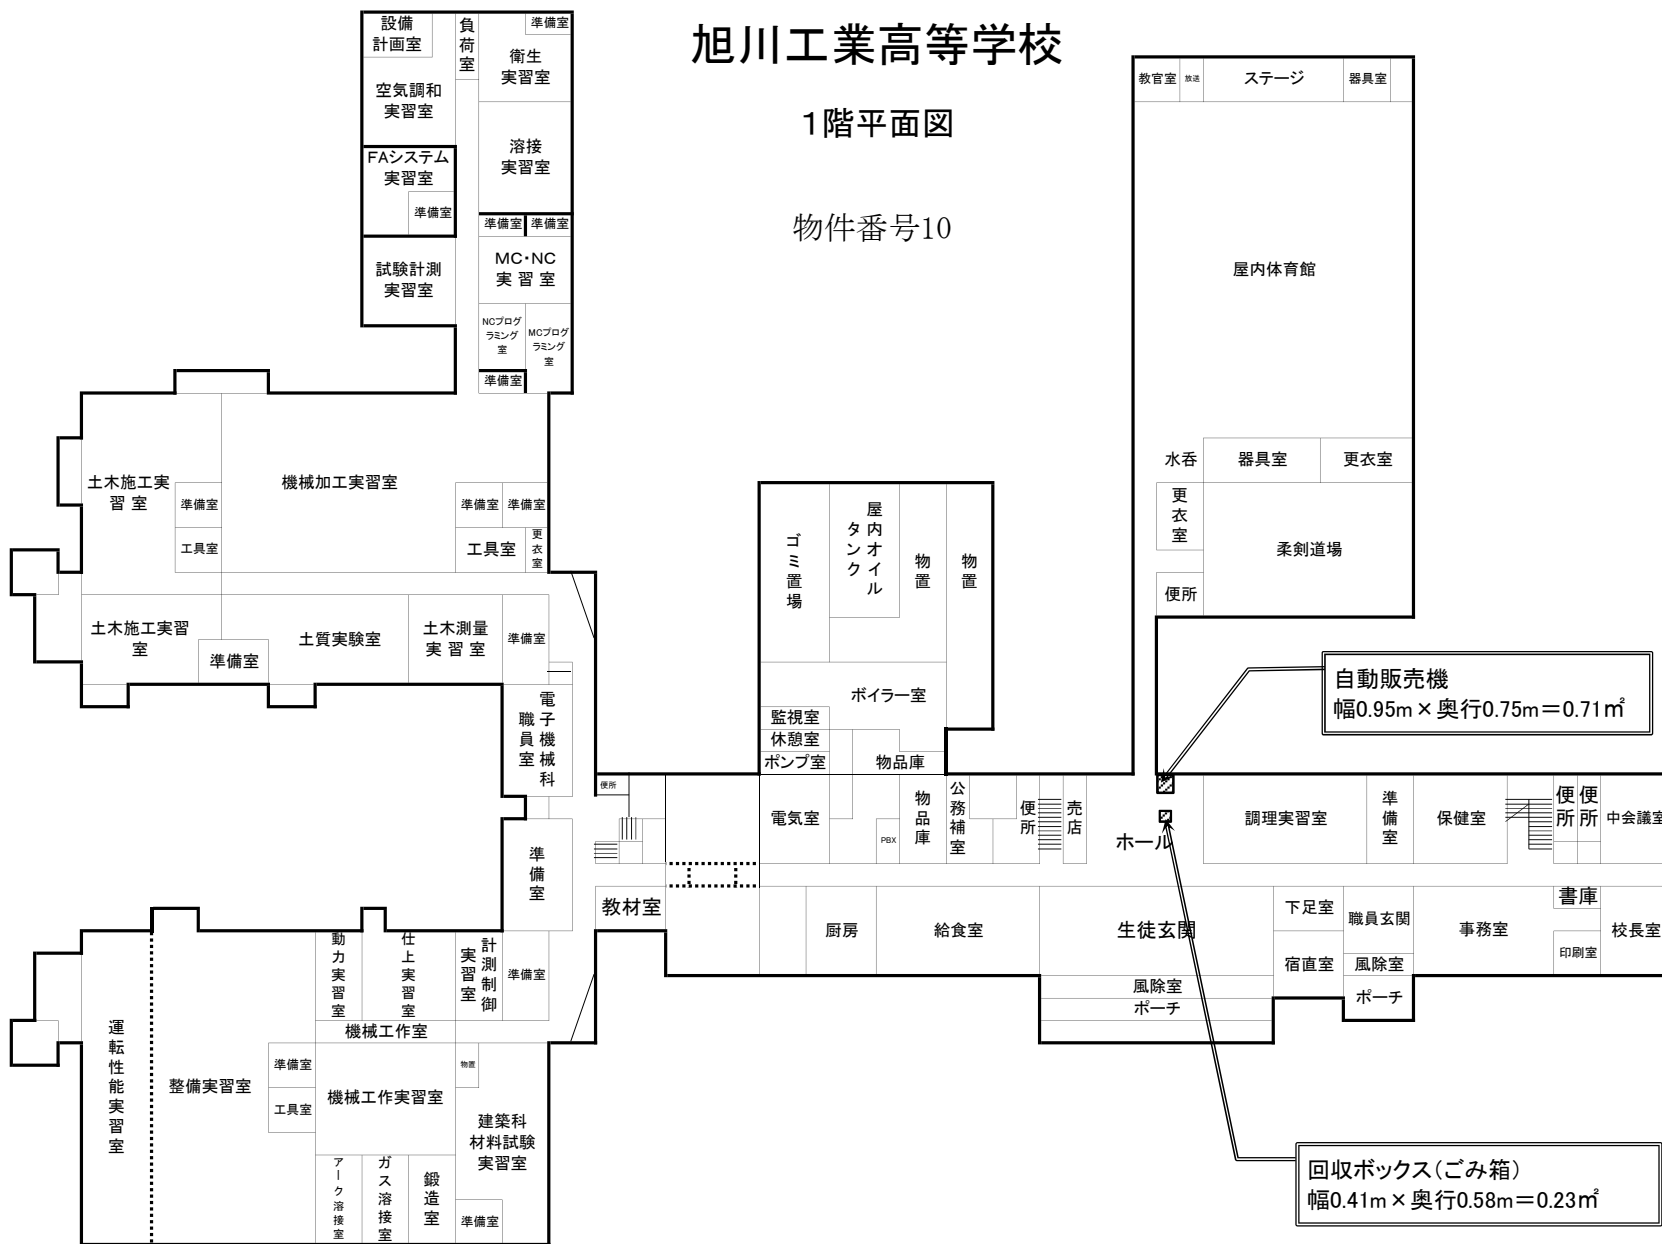 旭川工業高等学校
1階平面図
物件番号10
設備
計画室
負荷室
準備室
衛生
実習室
空気調和
実習室
溶接
実習室
FAシステム
実習室
準備室
準備室
準備室
試験計測
実習室
MC・NC
実習室
NCプログ
ラミング
室
MCプログ
ラミング
室
準備室
教官室
放送
ステージ
器具室
屋内体育館
水呑
器具室
更衣室
更衣室
柔剣道場
便所
土木施工実
習室
準備室
工具室
機械加工実習室
準備室
準備室
工具室
更衣室
土木施工実習
室
準備室
土質実験室
土木測量
実習室
準備室
電子機械科
職員室
準備室
ゴミ置場
屋内オイル
タンク
物置
物置
ボイラー室
監視室
休憩室
ポンプ室
物品庫
自動販売機
幅0.95m×奥行0.75m=0.71㎡
便所
電気室
PBX
物品庫
公務補室
便所
売店
ホール
調理実習室
準備室
保健室
便所
便所
中会議室
教材室
厨房
給食室
生徒玄関
下足室
職員玄関
事務室
書庫
校長室
宿直室
風除室
印刷室
風除室
ポーチ
ポーチ
動力実習室
仕上実習室
計測制御
実習室
準備室
機械工作室
運転性能実習室
整備実習室
準備室
工具室
機械工作実習室
物置
建築科
材料試験
実習室
アーク溶接室
ガス溶接室
鍛造室
準備室
回収ボックス(ごみ箱)
幅0.41m×奥行0.58m=0.23㎡